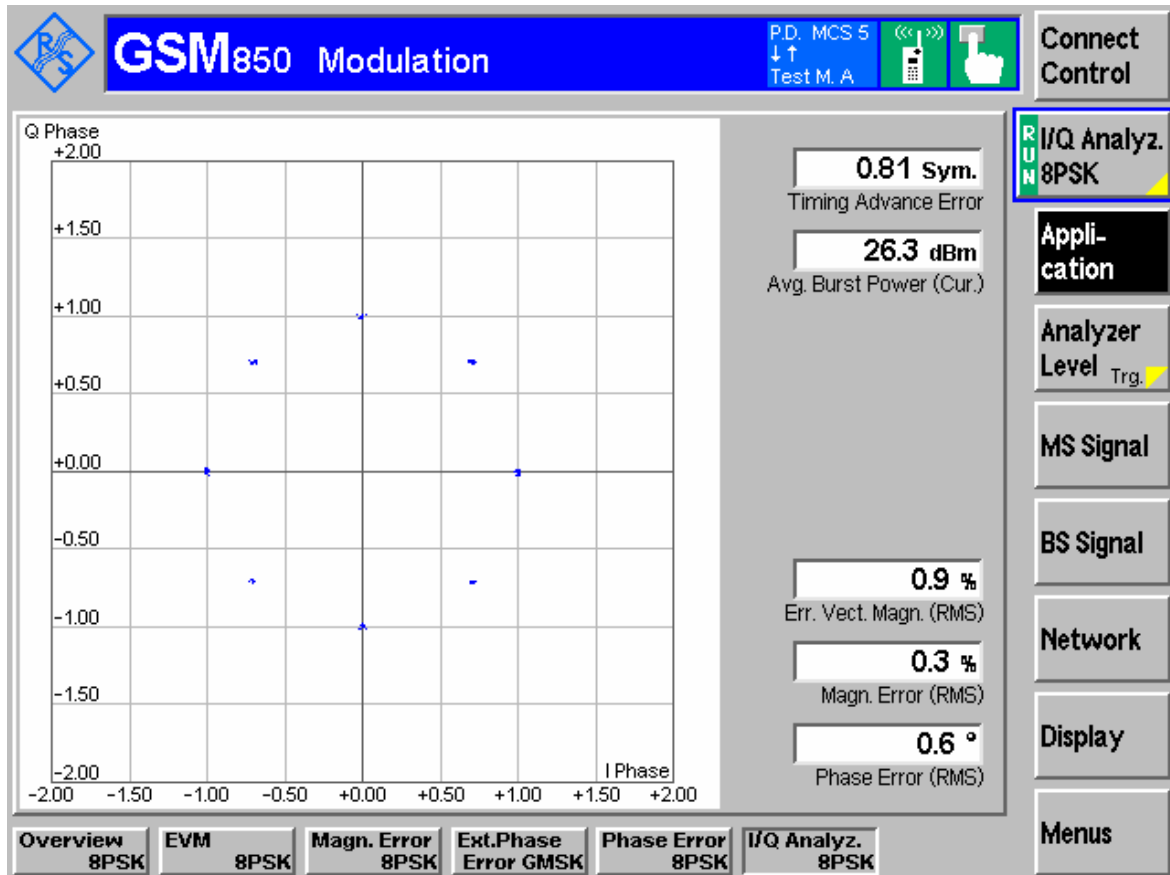 R&S
GSM850 Modulation
P.D. MCS 5
↓↑
Test M. A
Connect
Control
Q Phase
+2.00
+1.50
+1.00
+0.50
+0.00
−0.50
−1.00
−1.50
−2.00
I Phase
−2.00 −1.50 −1.00 −0.50 +0.00 +0.50 +1.00 +1.50 +2.00
0.81 Sym.
Timing Advance Error
26.3 dBm
Avg. Burst Power (Cur.)
0.9 %
Err. Vect. Magn. (RMS)
0.3 %
Magn. Error (RMS)
0.6 °
Phase Error (RMS)
RUN
I/Q Analyz.
8PSK
Appli-
cation
Analyzer
Level Trg.
MS Signal
BS Signal
Network
Display
Menus
Overview
8PSK
EVM
8PSK
Magn. Error
8PSK
Ext.Phase
Error GMSK
Phase Error
8PSK
I/Q Analyz.
8PSK